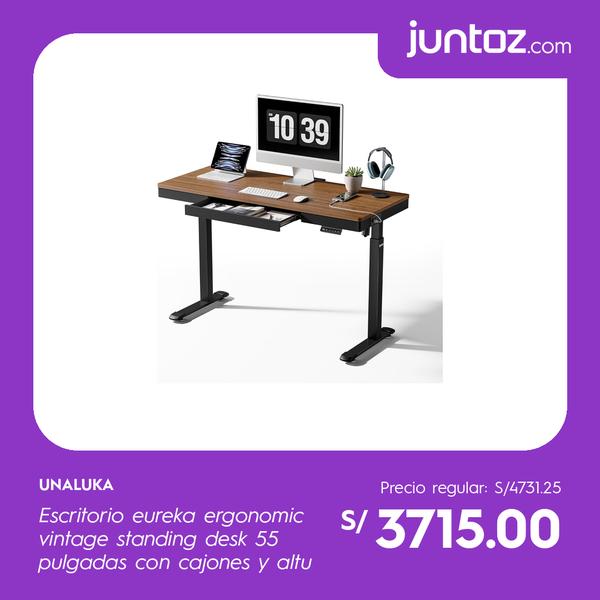 juntoz.com
10 39
UNALUKA
Escritorio eureka ergonomic
vintage standing desk 55
pulgadas con cajones y altu
Precio regular: S/4731.25
S/ 3715.00